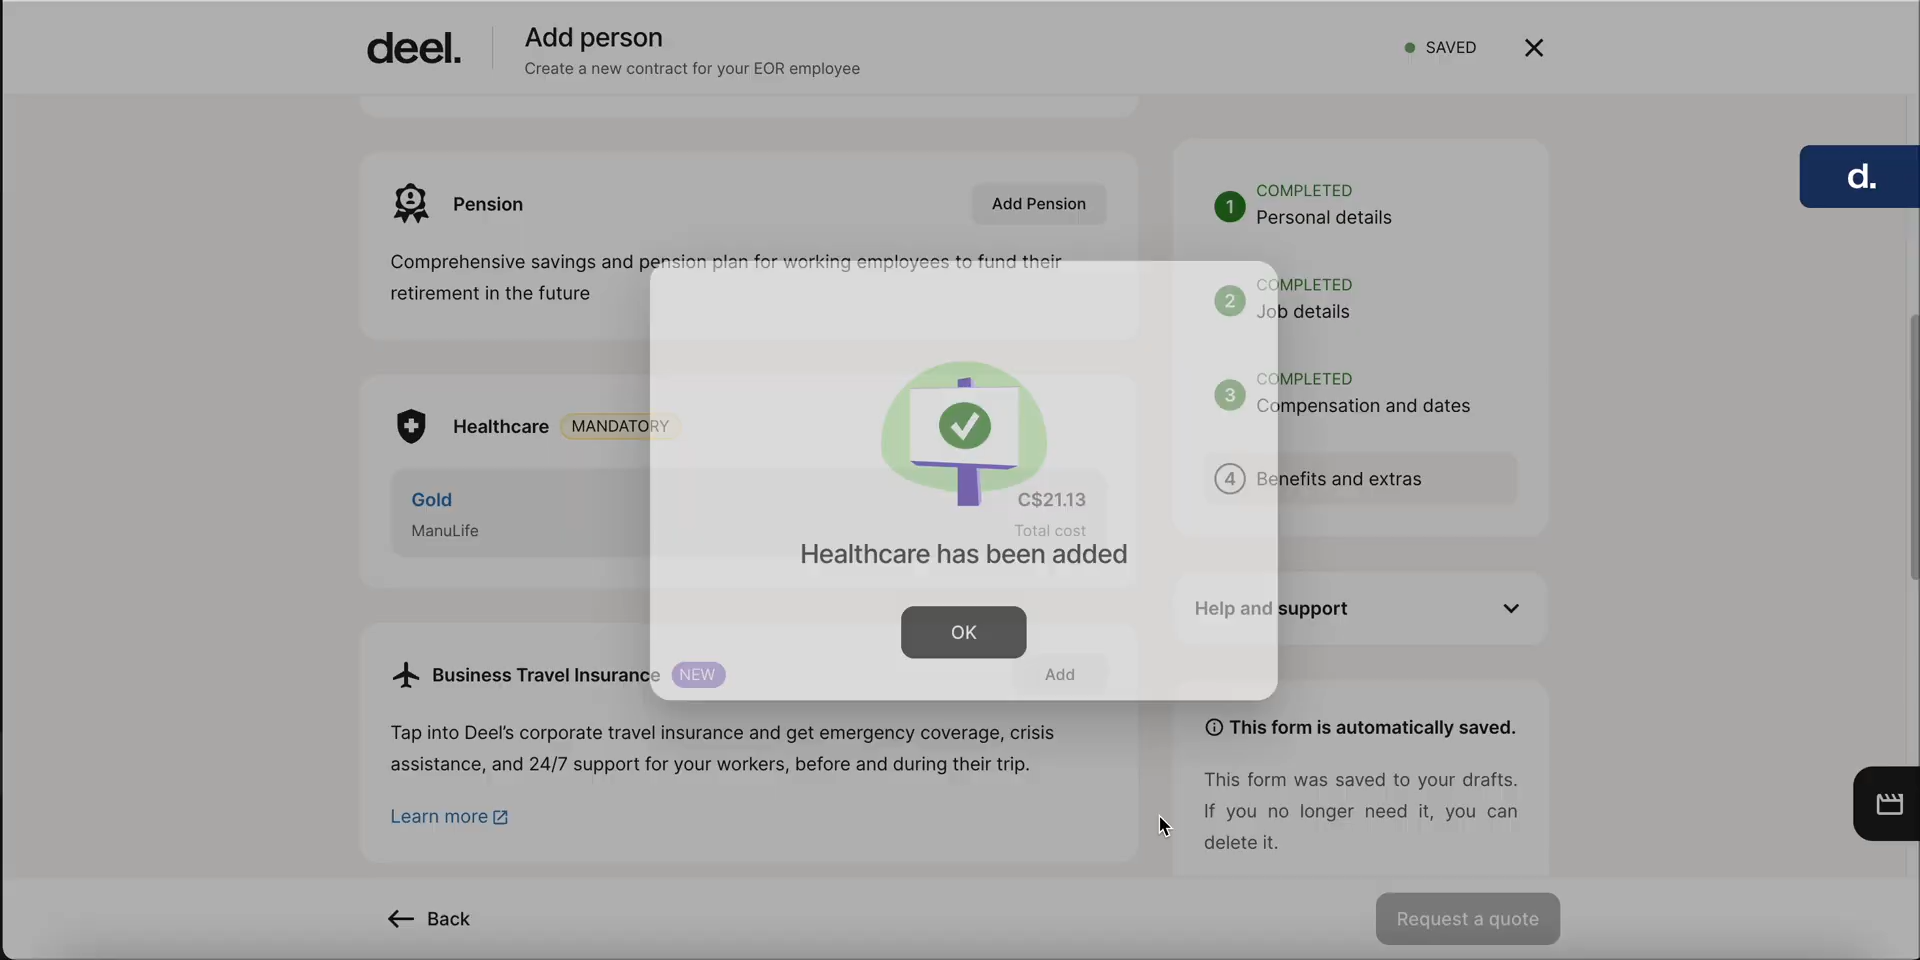 deel.
Add person
Create a new contract for your EOR employee
SAVED
d.
Pension
Add Pension
Comprehensive savings and pension plan for working employees to fund their
retirement in the future
Healthcare MANDATORY
Gold
ManuLife
C$21.13
Total cost
Healthcare has been added
OK
Business Travel Insurance NEW
Add
Tap into Deel’s corporate travel insurance and get emergency coverage, crisis
assistance, and 24/7 support for your workers, before and during their trip.
Learn more
1
COMPLETED
Personal details
2
COMPLETED
Job details
3
COMPLETED
Compensation and dates
4
Benefits and extras
Help and support
This form is automatically saved.
This form was saved to your drafts.
If you no longer need it, you can
delete it.
Back
Request a quote